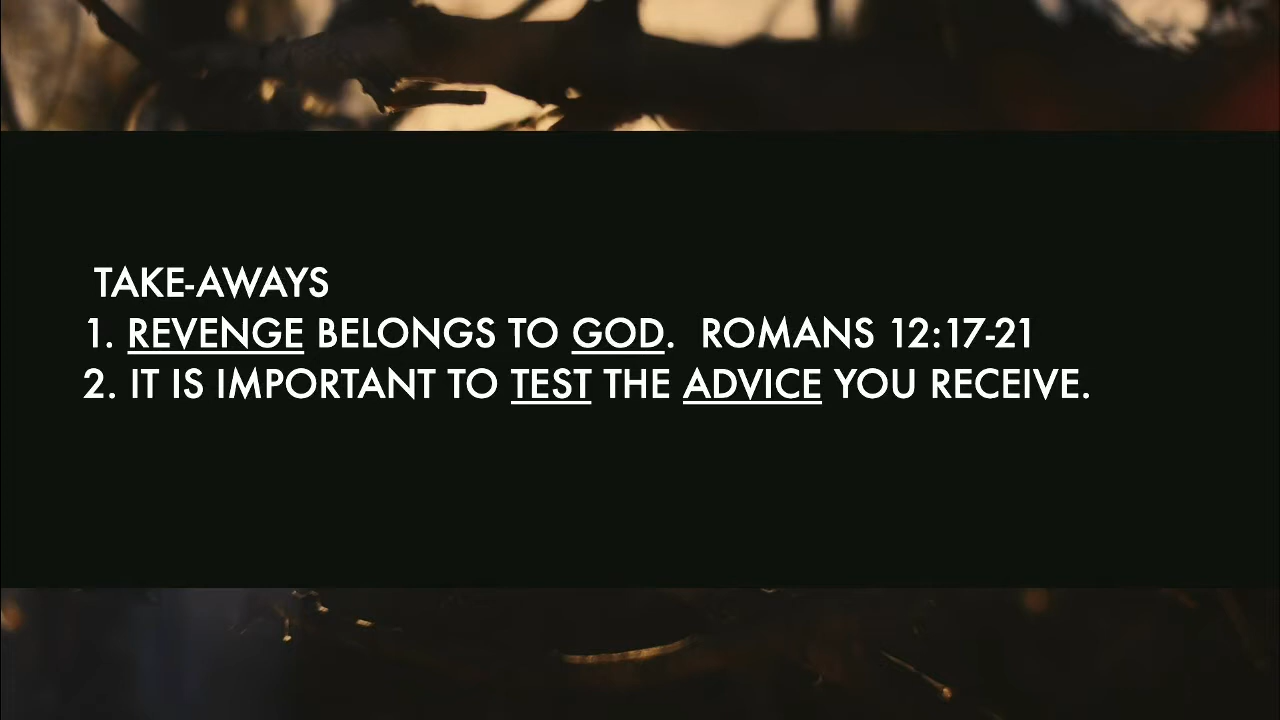 TAKE-AWAYS
1. REVENGE BELONGS TO GOD.  ROMANS 12:17-21
2. IT IS IMPORTANT TO TEST THE ADVICE YOU RECEIVE.